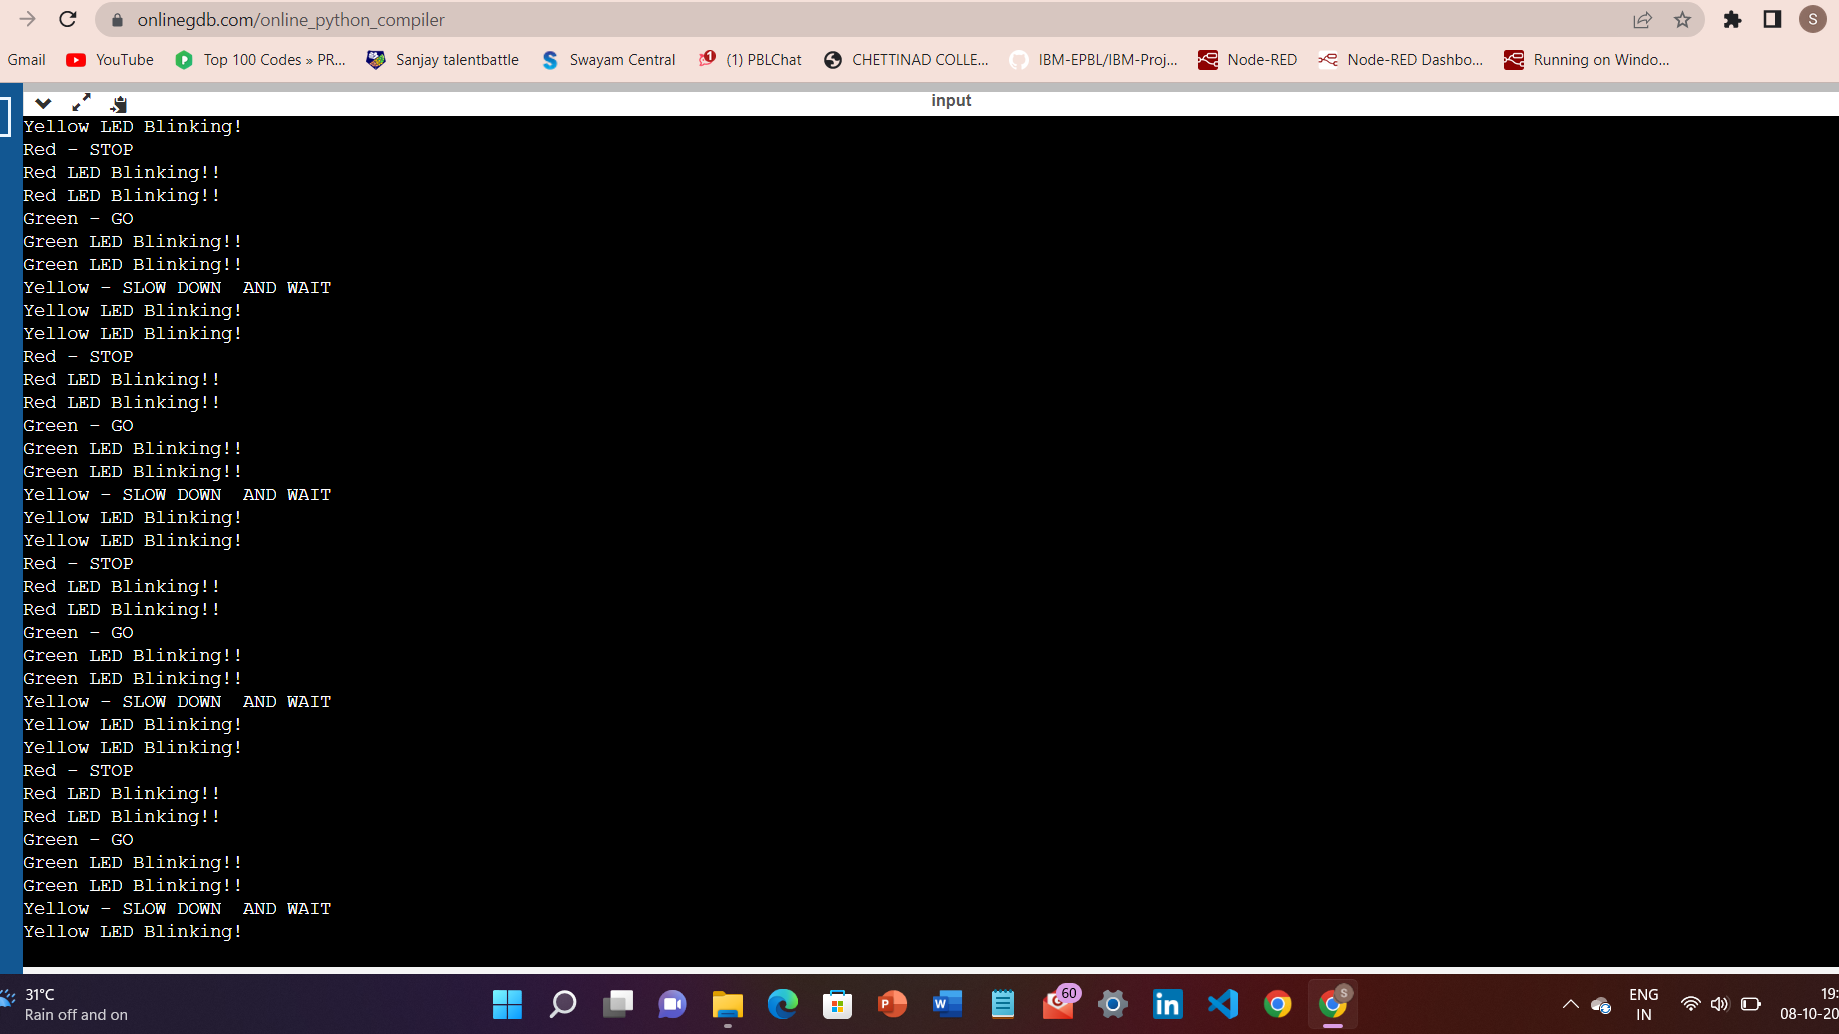 onlinegdb.com/online_python_compiler
S
Gmail YouTube Top 100 Codes » PR... Sanjay talentbattle Swayam Central (1) PBLChat CHETTINAD COLLE... IBM-EPBL/IBM-Proj... Node-RED Node-RED Dashbo... Running on Windo...
input
Yellow LED Blinking!
Red - STOP
Red LED Blinking!!
Red LED Blinking!!
Green - GO
Green LED Blinking!!
Green LED Blinking!!
Yellow - SLOW DOWN  AND WAIT
Yellow LED Blinking!
Yellow LED Blinking!
Red - STOP
Red LED Blinking!!
Red LED Blinking!!
Green - GO
Green LED Blinking!!
Green LED Blinking!!
Yellow - SLOW DOWN  AND WAIT
Yellow LED Blinking!
Yellow LED Blinking!
Red - STOP
Red LED Blinking!!
Red LED Blinking!!
Green - GO
Green LED Blinking!!
Green LED Blinking!!
Yellow - SLOW DOWN  AND WAIT
Yellow LED Blinking!
Yellow LED Blinking!
Red - STOP
Red LED Blinking!!
Red LED Blinking!!
Green - GO
Green LED Blinking!!
Green LED Blinking!!
Yellow - SLOW DOWN  AND WAIT
Yellow LED Blinking!
31°C
Rain off and on
60
S
ENG
IN
19:
08-10-20